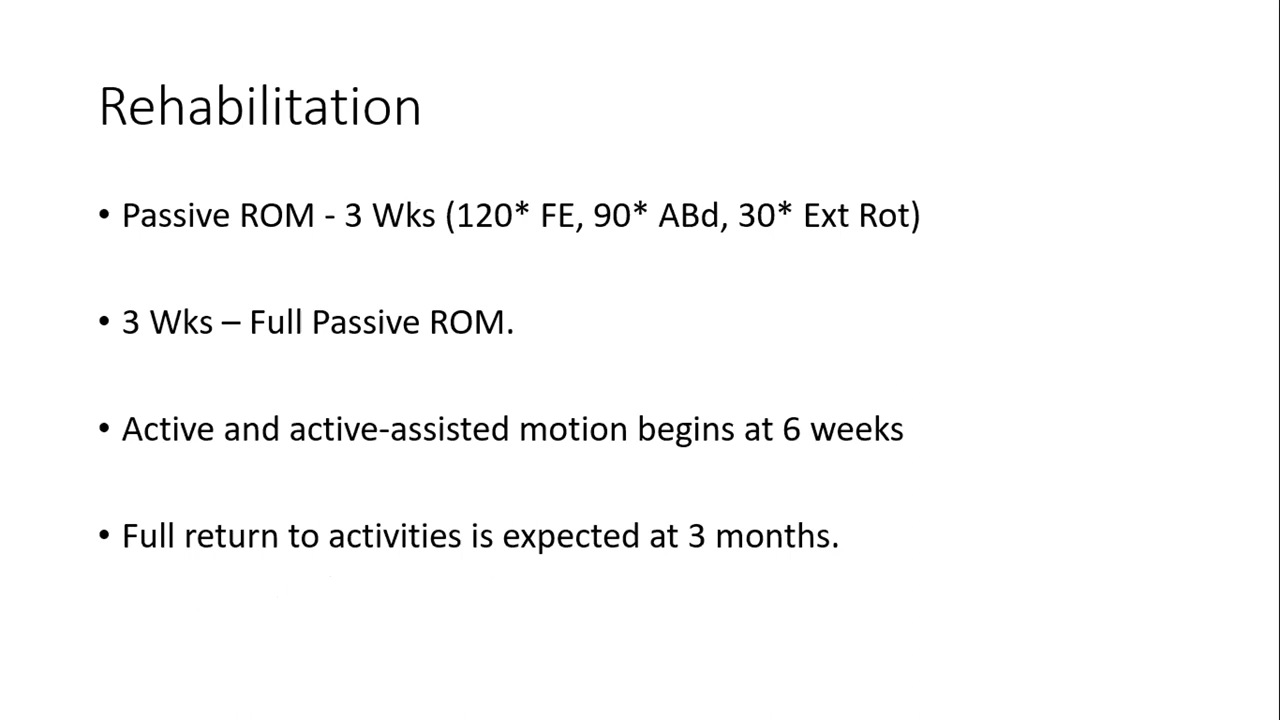 Rehabilitation
• Passive ROM - 3 Wks (120* FE, 90* ABd, 30* Ext Rot)
• 3 Wks – Full Passive ROM.
• Active and active-assisted motion begins at 6 weeks
• Full return to activities is expected at 3 months.